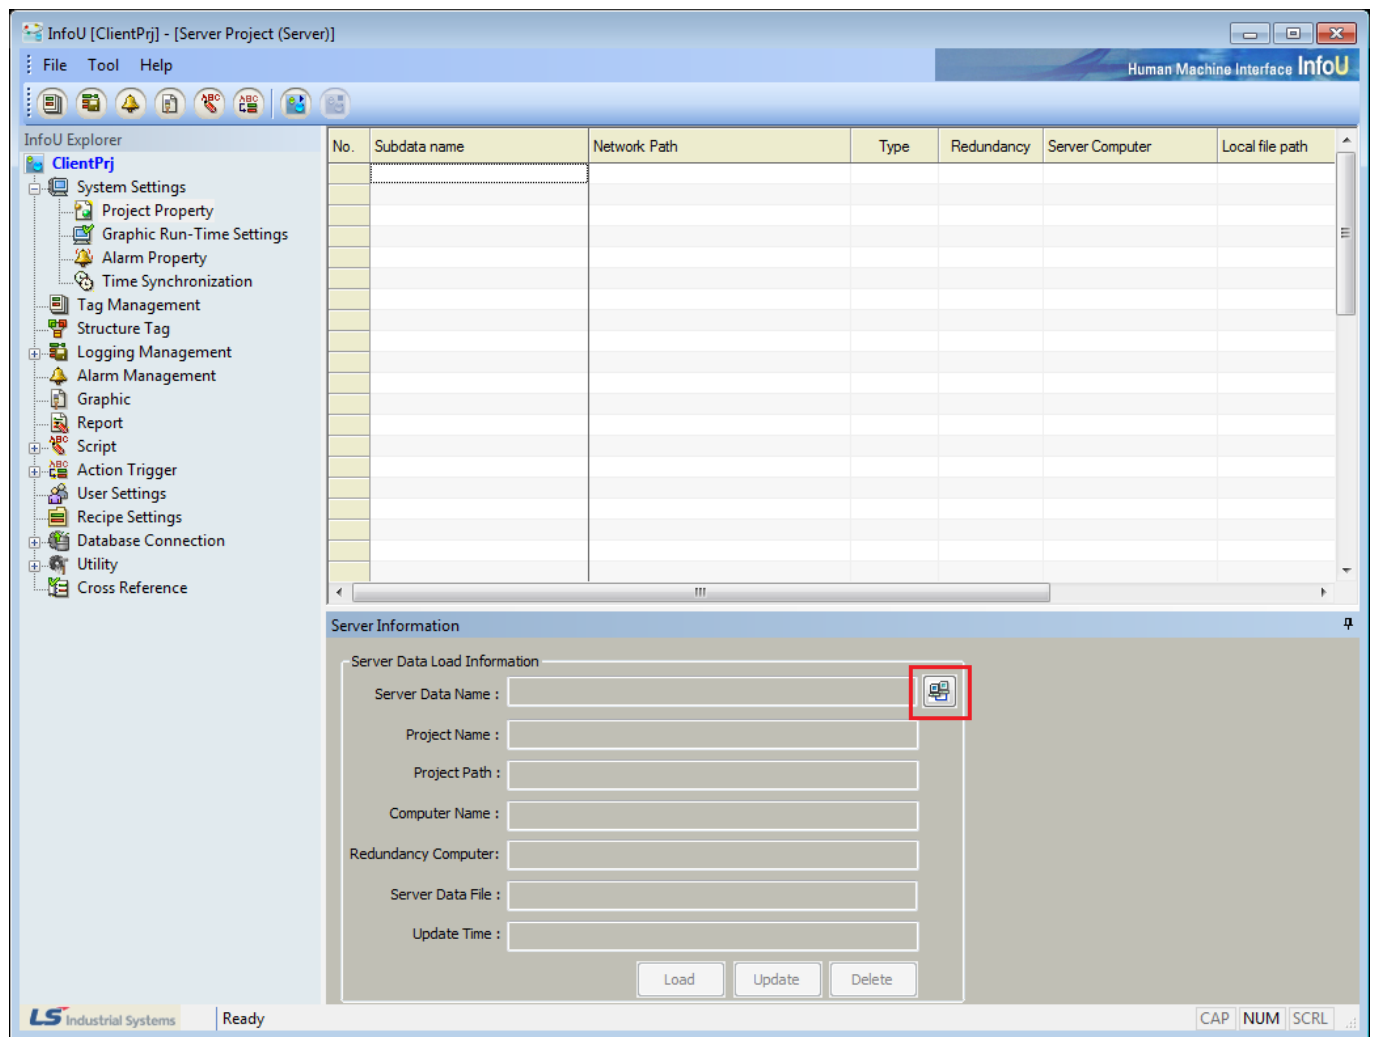 InfoU [ClientPrj] - [Server Project (Server)]
File Tool Help
Human Machine Interface InfoU
InfoU Explorer
ClientPrj
System Settings
Project Property
Graphic Run-Time Settings
Alarm Property
Time Synchronization
Tag Management
Structure Tag
Logging Management
Alarm Management
Graphic
Report
Script
Action Trigger
User Settings
Recipe Settings
Database Connection
Utility
Cross Reference
No. Subdata name Network Path Type Redundancy Server Computer Local file path
Server Information
Server Data Load Information
Server Data Name :
Project Name :
Project Path :
Computer Name :
Redundancy Computer:
Server Data File :
Update Time :
Load Update Delete
LS Industrial Systems Ready CAP NUM SCRL